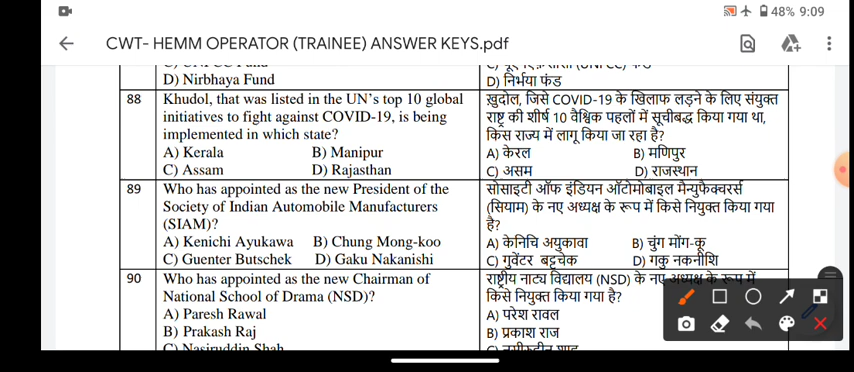 48% 9:09
CWT- HEMM OPERATOR (TRAINEE) ANSWER KEYS.pdf
D) Nirbhaya Fund
D) निर्भया फंड
88 Khudol, that was listed in the UN's top 10 global
initiatives to fight against COVID-19, is being
implemented in which state?
A) Kerala B) Manipur
C) Assam D) Rajasthan
ख़ुदोल, जिसे COVID-19 के खिलाफ लड़ने के लिए संयुक्त
राष्ट्र की शीर्ष 10 वैश्विक पहलों में सूचीबद्ध किया गया था,
किस राज्य में लागू किया जा रहा है?
A) केरल B) मणिपुर
C) असम D) राजस्थान
89 Who has appointed as the new President of the
Society of Indian Automobile Manufacturers
(SIAM)?
A) Kenichi Ayukawa B) Chung Mong-koo
C) Guenter Butschek D) Gaku Nakanishi
सोसाइटी ऑफ इंडियन ऑटोमोबाइल मैन्युफैक्चरर्स
(सियाम) के नए अध्यक्ष के रूप में किसे नियुक्त किया गया
है?
A) केनिचि अयुकावा B) चुंग मोंग-कू
C) गुवेंटर बट्टचेक D) गकु नकनीशि
90 Who has appointed as the new Chairman of
National School of Drama (NSD)?
A) Paresh Rawal
B) Prakash Raj
C) Nasiruddin Shah
राष्ट्रीय नाट्य विद्यालय (NSD) के नए अध्यक्ष के रूप में
किसे नियुक्त किया गया है?
A) परेश रावल
B) प्रकाश राज